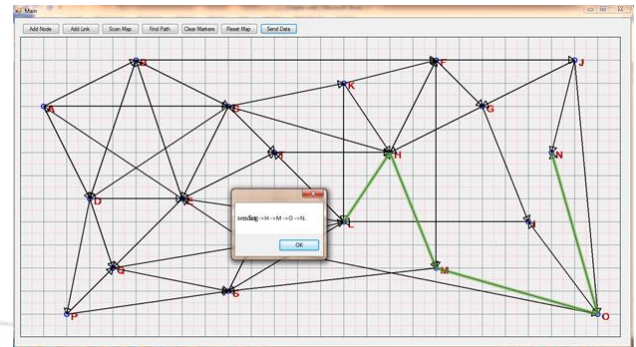 Main
Add Node Add Link Scan Map Find Path Clear Markers Reset Map Send Data
B F J
K
A G
H N
D E
sending->H->M->O->N.
L
OK
M
P O